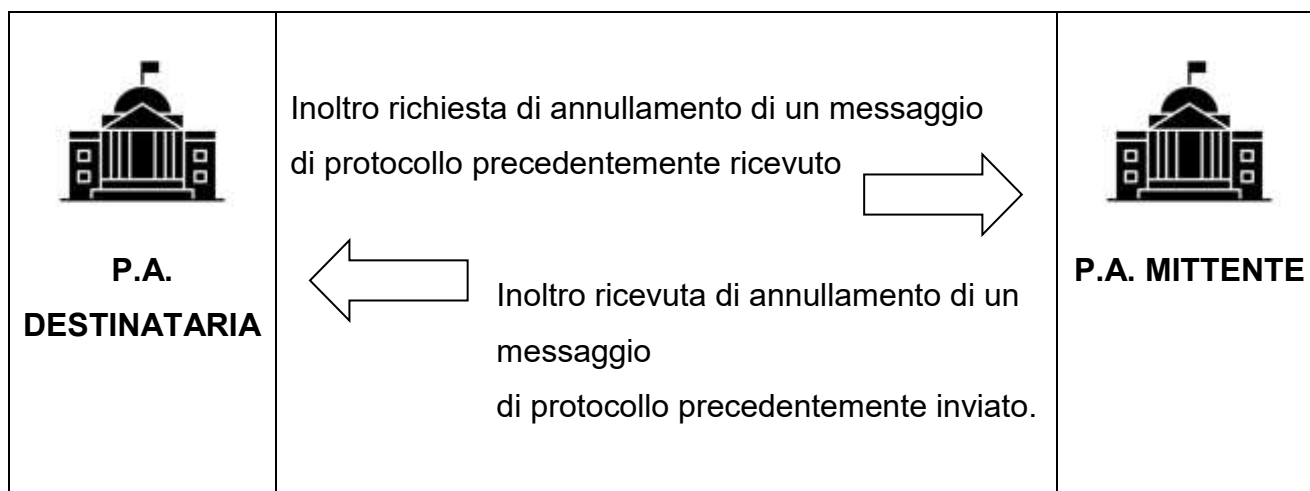 P.A.
DESTINATARIA
Inoltro richiesta di annullamento di un messaggio
di protocollo precedentemente ricevuto
Inoltro ricevuta di annullamento di un
messaggio
di protocollo precedentemente inviato.
P.A. MITTENTE